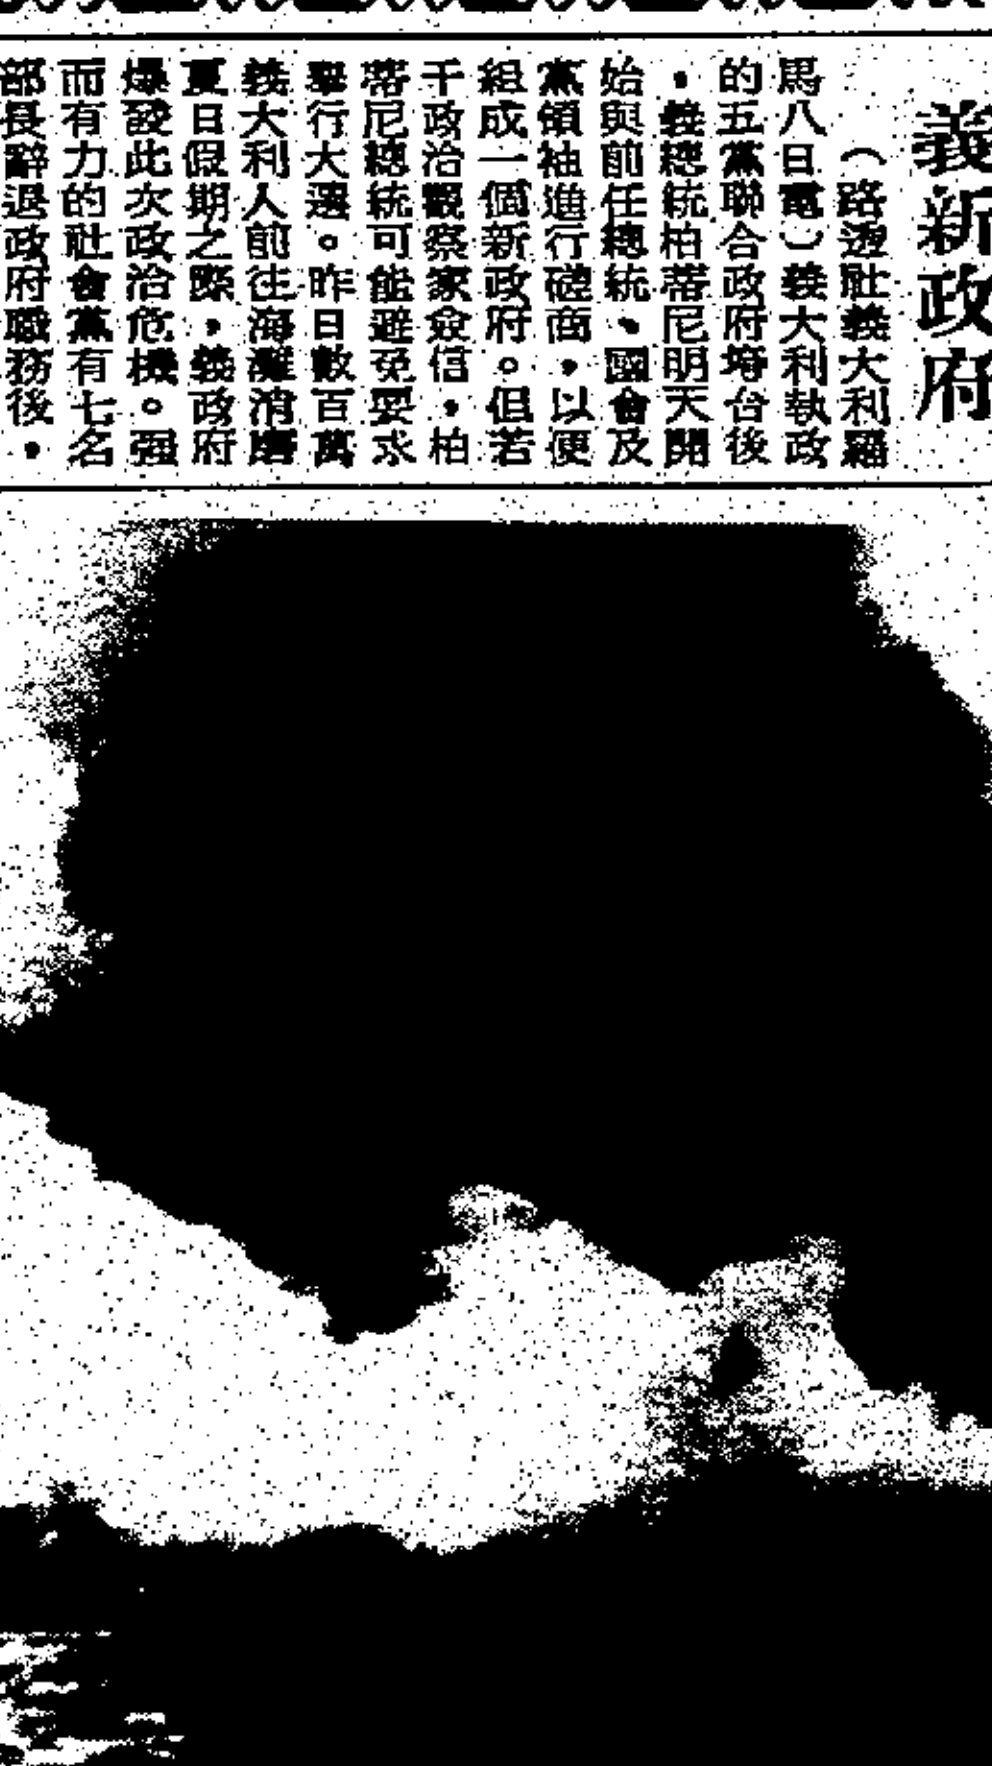 義新政府
（路透社義大利羅
馬八日電）義大利執政
的五黨聯合政府垮台後
，義總統柏蒂尼明天開
始與前任總統、國會及
黨領袖進行磋商，以便
組成一個新政府。但若
干政治觀察家僉信，柏
蒂尼總統可能避免要求
舉行大選。昨日數百萬
義大利人前往海灘消磨
夏日假期之際，義政府
爆發此次政治危機。强
而有力的社會黨有七名
部長辭退政府職務後，